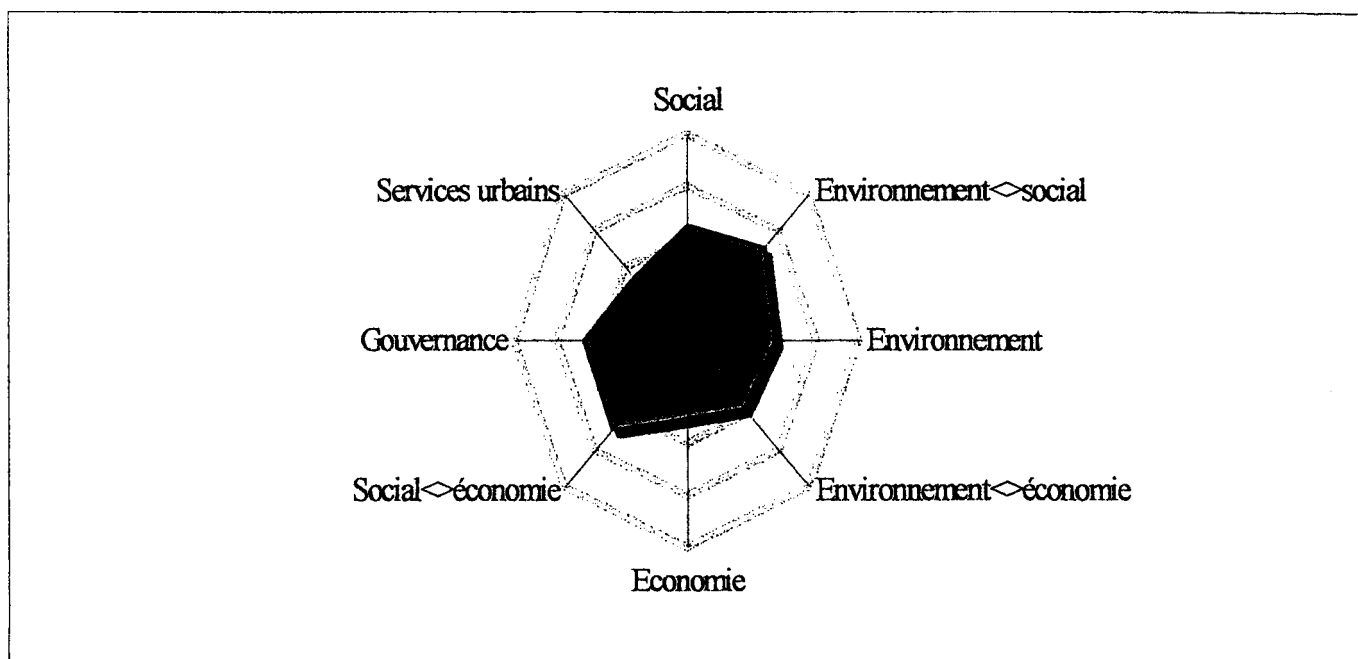 Social
Services urbains
Environnement<>social
Gouvernance
Environnement
Social<>économie
Environnement<>économie
Economie